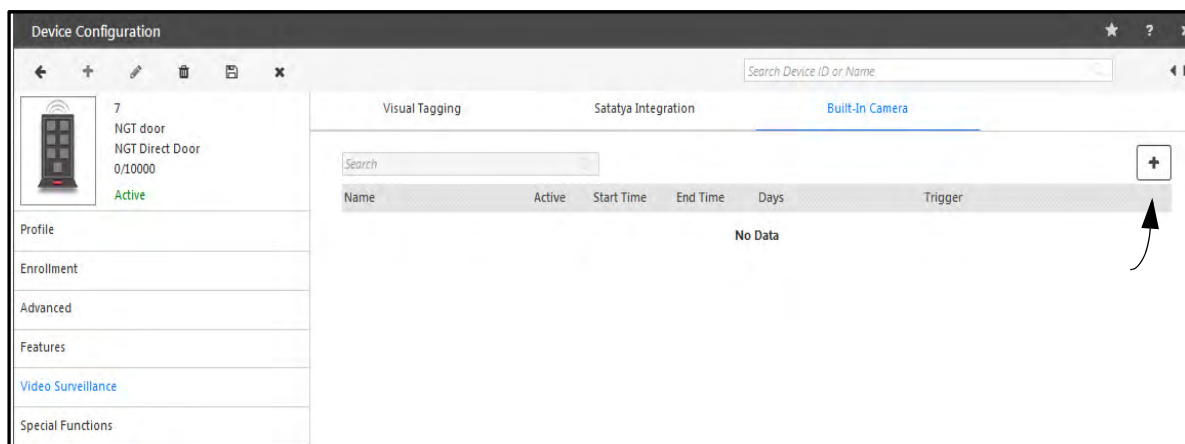 Device Configuration
?
Search Device ID or Name
7
NGT door
NGT Direct Door
0/10000
Active
Profile
Enrollment
Advanced
Features
Video Surveillance
Special Functions
Visual Tagging Satatya Integration Built-In Camera
Search
Name Active Start Time End Time Days Trigger
No Data